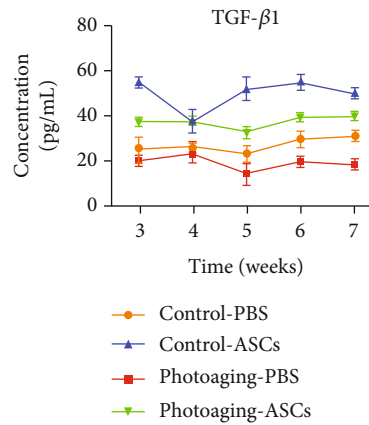 TGF-β1
Concentration
(pg/mL)
80
60
40
20
0
3 4 5 6 7
Time (weeks)
Control-PBS
Control-ASCs
Photoaging-PBS
Photoaging-ASCs